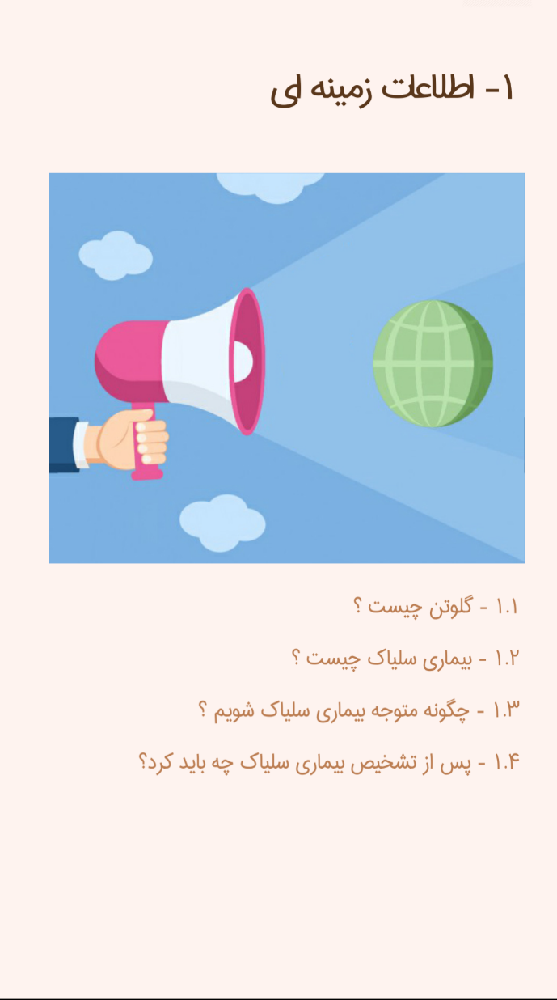 ۱- اطلاعات زمینه ای
۱.۱ - گلوتن چیست ؟
۱.۲ - بیماری سلیاک چیست ؟
۱.۳ - چگونه متوجه بیماری سلیاک شویم ؟
۱.۴ - پس از تشخیص بیماری سلیاک چه باید کرد؟